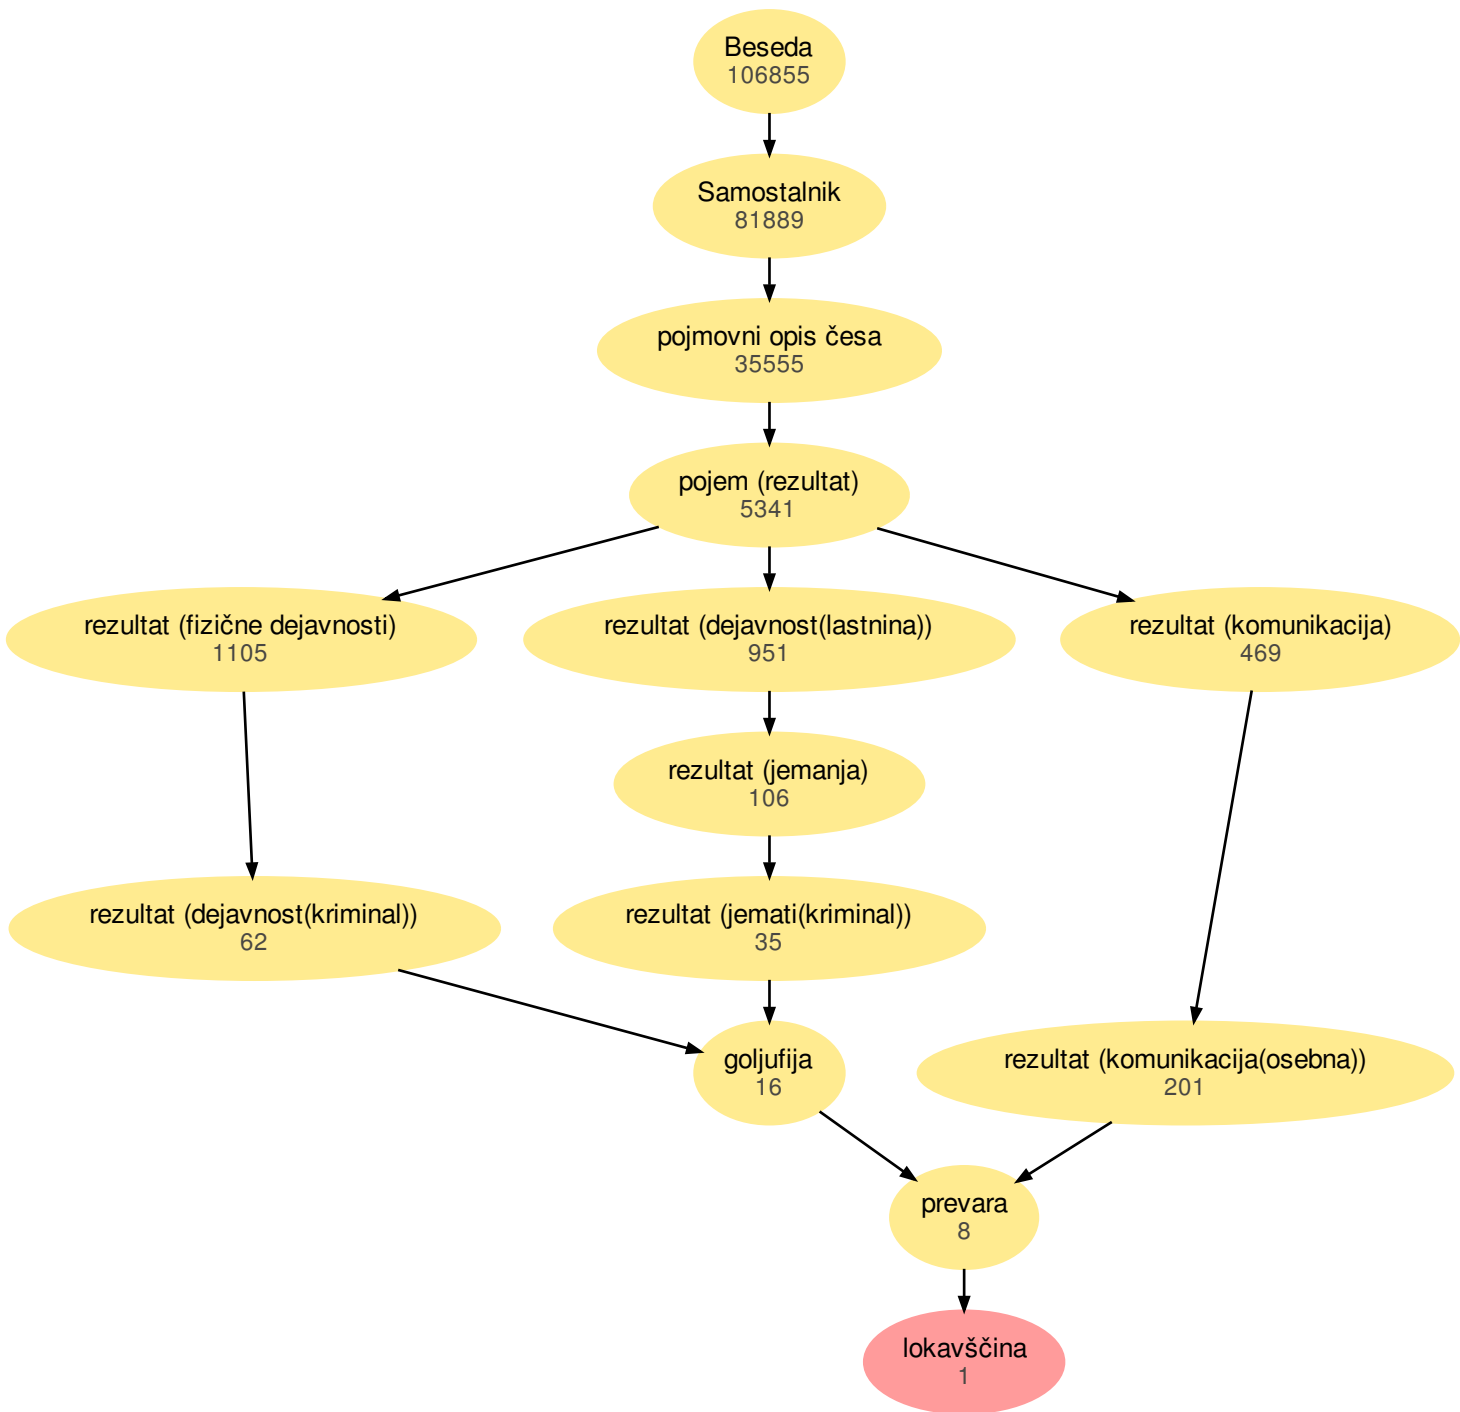 Beseda
106855
Samostalnik
81889
pojmovni opis česa
35555
pojem (rezultat)
5341
rezultat (fizične dejavnosti)
1105
rezultat (dejavnost(lastnina))
951
rezultat (komunikacija)
469
rezultat (jemanja)
106
rezultat (dejavnost(kriminal))
62
rezultat (jemati(kriminal))
35
goljufija
16
rezultat (komunikacija(osebna))
201
prevara
8
lokavščina
1